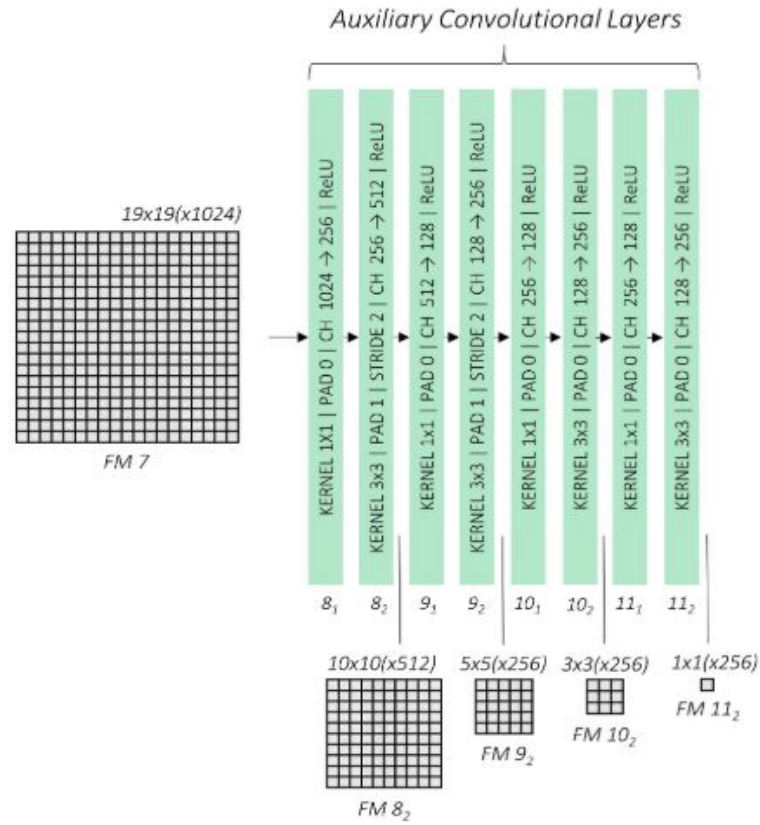 Auxiliary Convolutional Layers
19x19(x1024)
FM 7
KERNEL 1X1 | PAD 0 | CH 1024 → 256 | ReLU
KERNEL 3x3 | PAD 1 | STRIDE 2 | CH 256 → 512 | ReLU
KERNEL 1x1 | PAD 0 | CH 512 → 128 | ReLU
KERNEL 3x3 | PAD 1 | STRIDE 2 | CH 128 → 256 | ReLU
KERNEL 1x1 | PAD 0 | CH 256 → 128 | ReLU
KERNEL 3x3 | PAD 0 | CH 128 → 256 | ReLU
KERNEL 1x1 | PAD 0 | CH 256 → 128 | ReLU
KERNEL 3x3 | PAD 0 | CH 128 → 256 | ReLU
8₁ 8₂ 9₁ 9₂ 10₁ 10₂ 11₁ 11₂
10x10(x512) 5x5(x256) 3x3(x256) 1x1(x256)
FM 8₂ FM 9₂ FM 10₂ FM 11₂